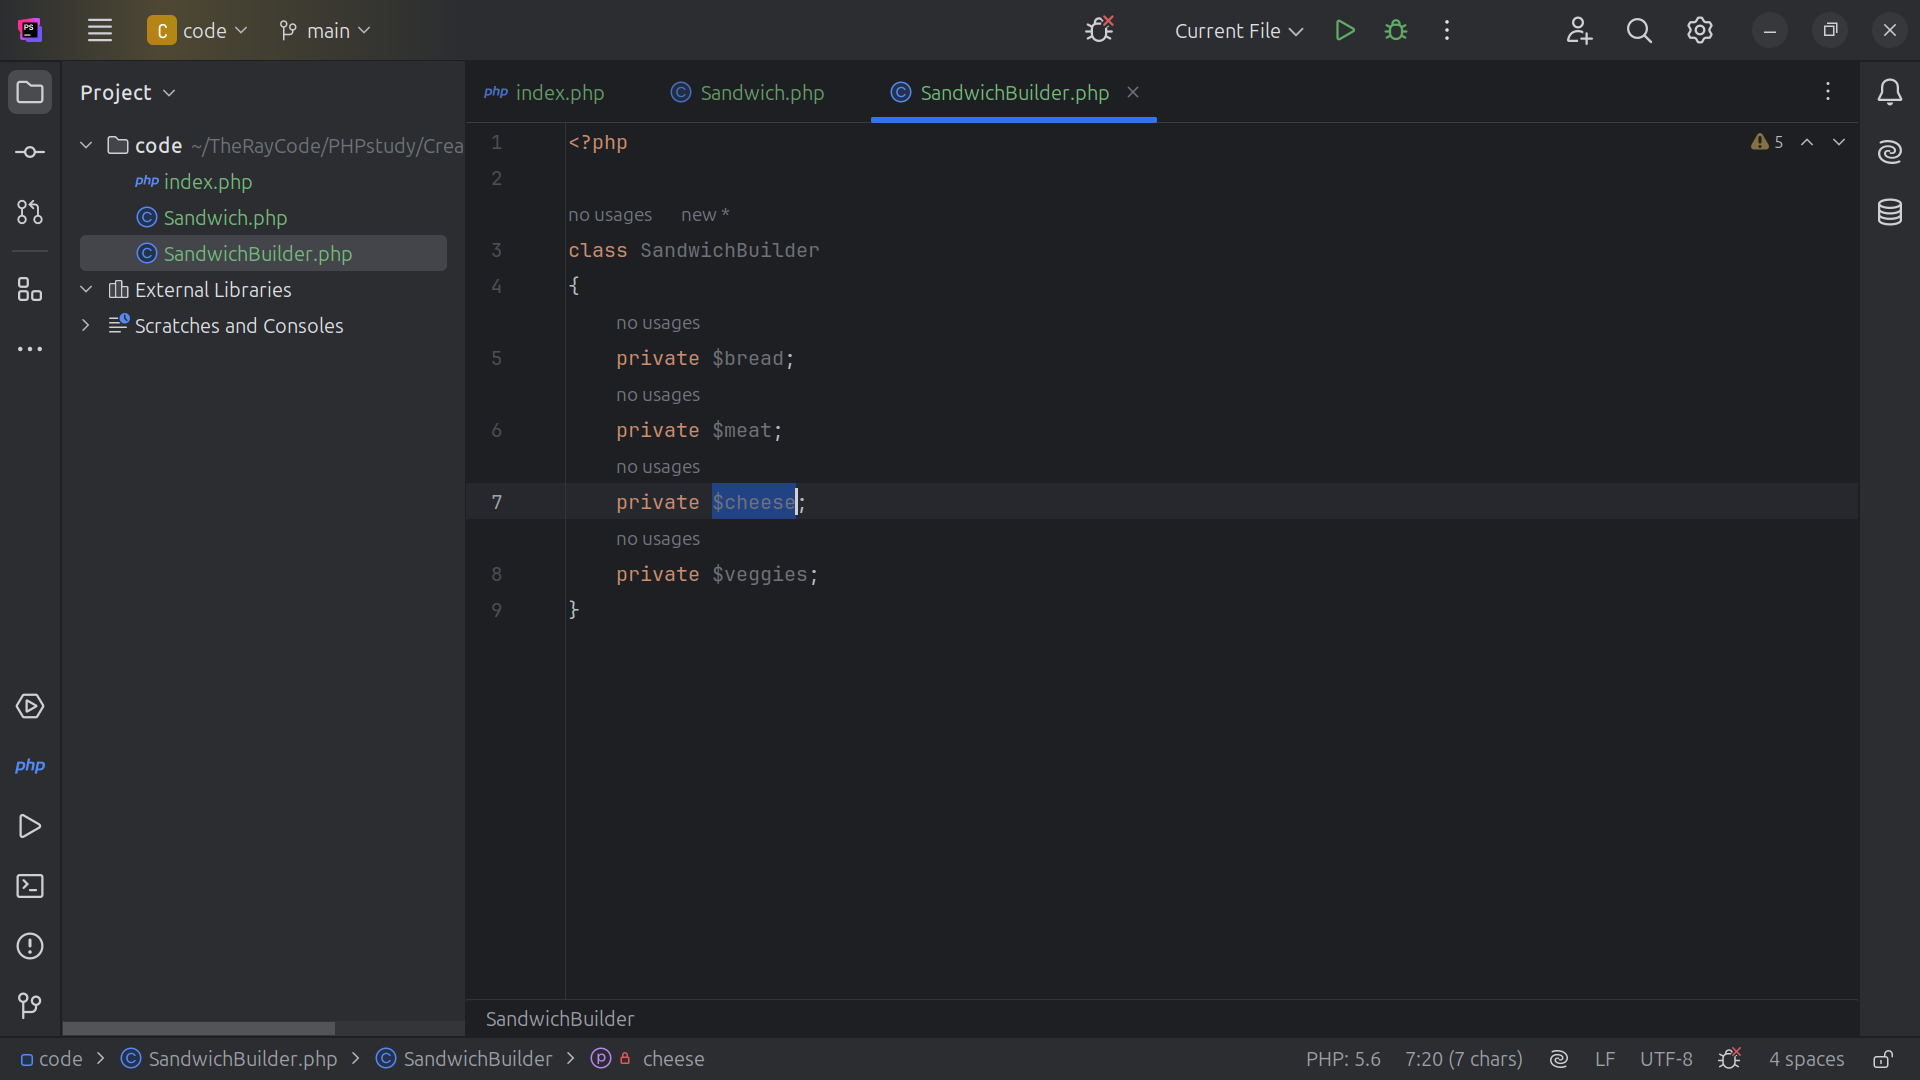 PS
C code
main
Current File
Project
php index.php
C Sandwich.php
C SandwichBuilder.php
code ~/TheRayCode/PHPstudy/Crea
php index.php
C Sandwich.php
C SandwichBuilder.php
External Libraries
Scratches and Consoles
php
5
1 <?php
2
no usages new *
3 class SandwichBuilder
4 {
no usages
5 private $bread;
no usages
6 private $meat;
no usages
7 private $cheese;
no usages
8 private $veggies;
9 }
SandwichBuilder
code > C SandwichBuilder.php > C SandwichBuilder > p cheese
PHP: 5.6 7:20 (7 chars) LF UTF-8 4 spaces